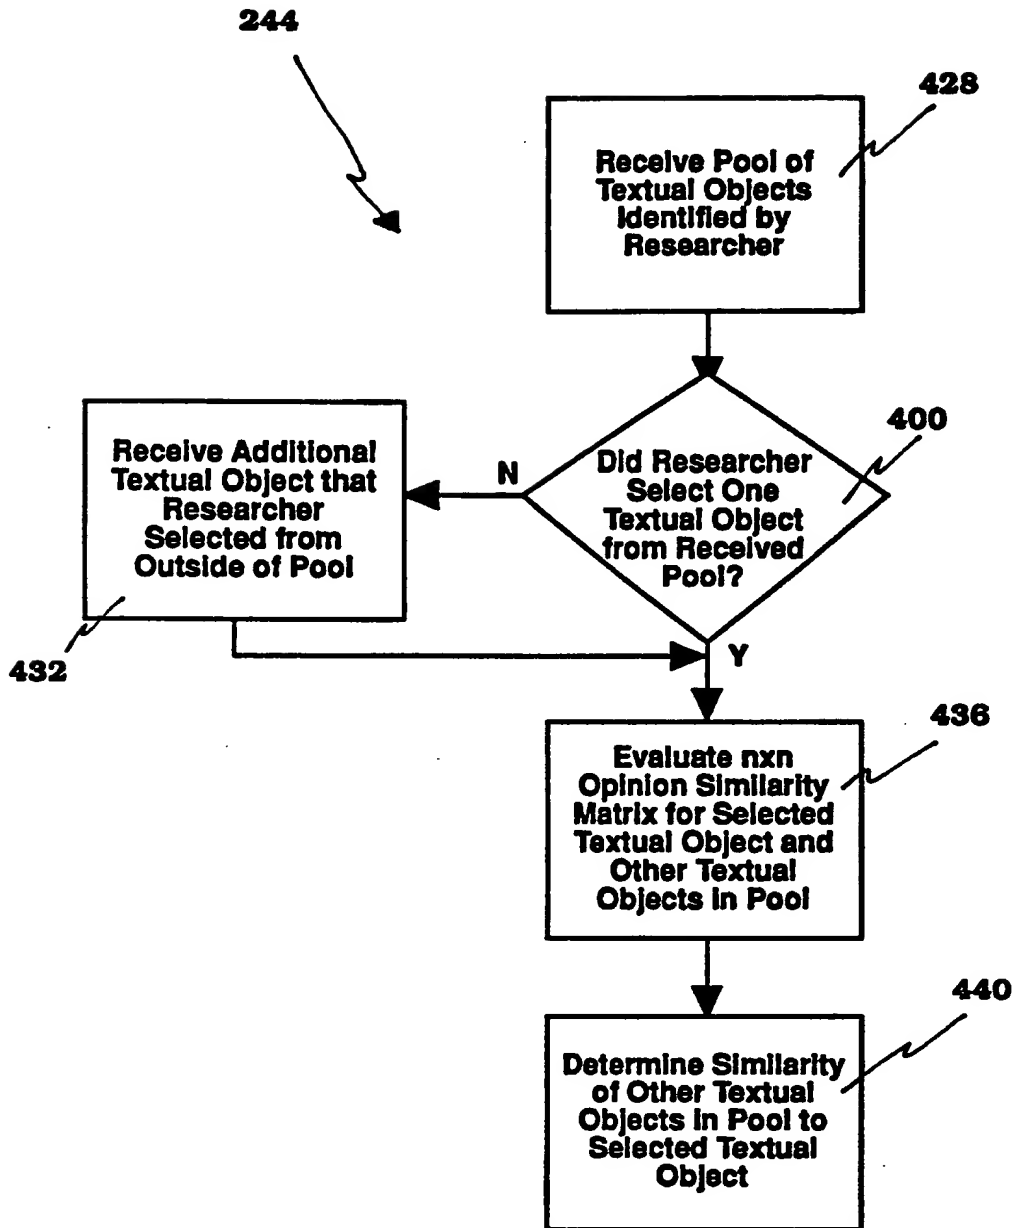 244
428
Receive Pool of
Textual Objects
Identified by
Researcher
400
Did Researcher
Select One
Textual Object
from Received
Pool?
N
Receive Additional
Textual Object that
Researcher
Selected from
Outside of Pool
432
Y
436
Evaluate nxn
Opinion Similarity
Matrix for Selected
Textual Object and
Other Textual
Objects in Pool
440
Determine Similarity
of Other Textual
Objects in Pool to
Selected Textual
Object